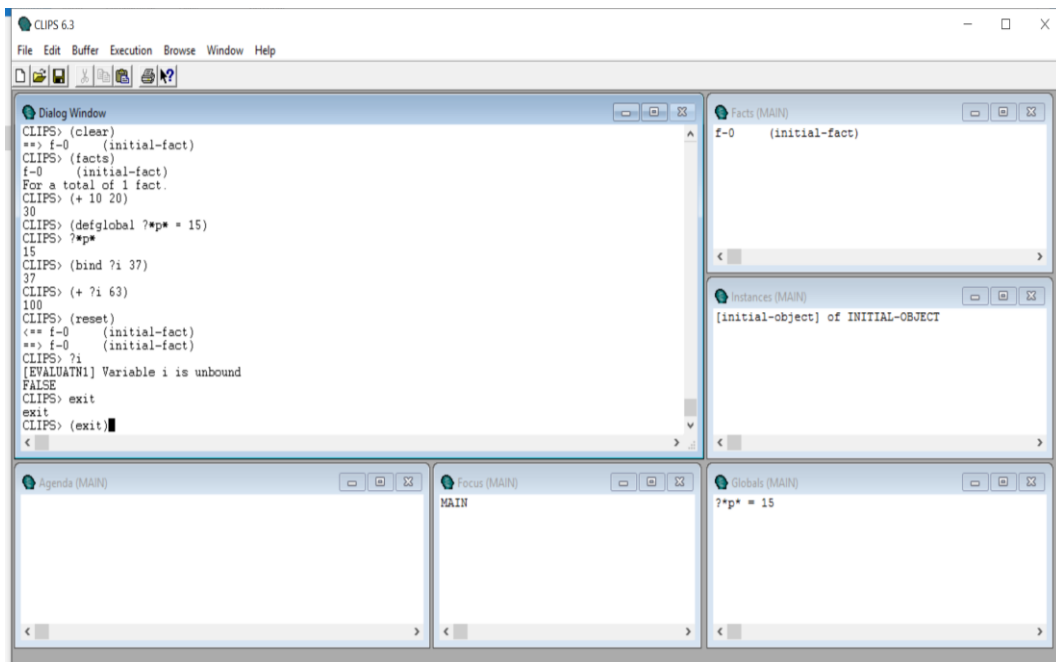 CLIPS 6.3
File Edit Buffer Execution Browse Window Help
Dialog Window
CLIPS> (clear)
==> f-0 (initial-fact)
CLIPS> (facts)
f-0 (initial-fact)
For a total of 1 fact.
CLIPS> (+ 10 20)
30
CLIPS> (defglobal ?*p* = 15)
CLIPS> ?*p*
15
CLIPS> (bind ?i 37)
37
CLIPS> (+ ?i 63)
100
CLIPS> (reset)
<== f-0 (initial-fact)
==> f-0 (initial-fact)
CLIPS> ?i
[EVALUATN1] Variable i is unbound
FALSE
CLIPS> exit
exit
CLIPS> (exit)
Facts (MAIN)
f-0 (initial-fact)
Instances (MAIN)
[initial-object] of INITIAL-OBJECT
Agenda (MAIN)
Focus (MAIN)
MAIN
Globals (MAIN)
?*p* = 15